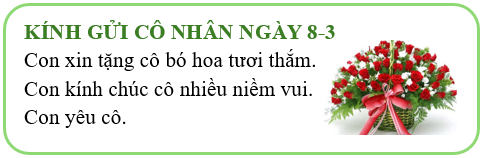 KÍNH GỬI CÔ NHÂN NGÀY 8-3
Con xin tặng cô bó hoa tươi thắm.
Con kính chúc cô nhiều niềm vui.
Con yêu cô.